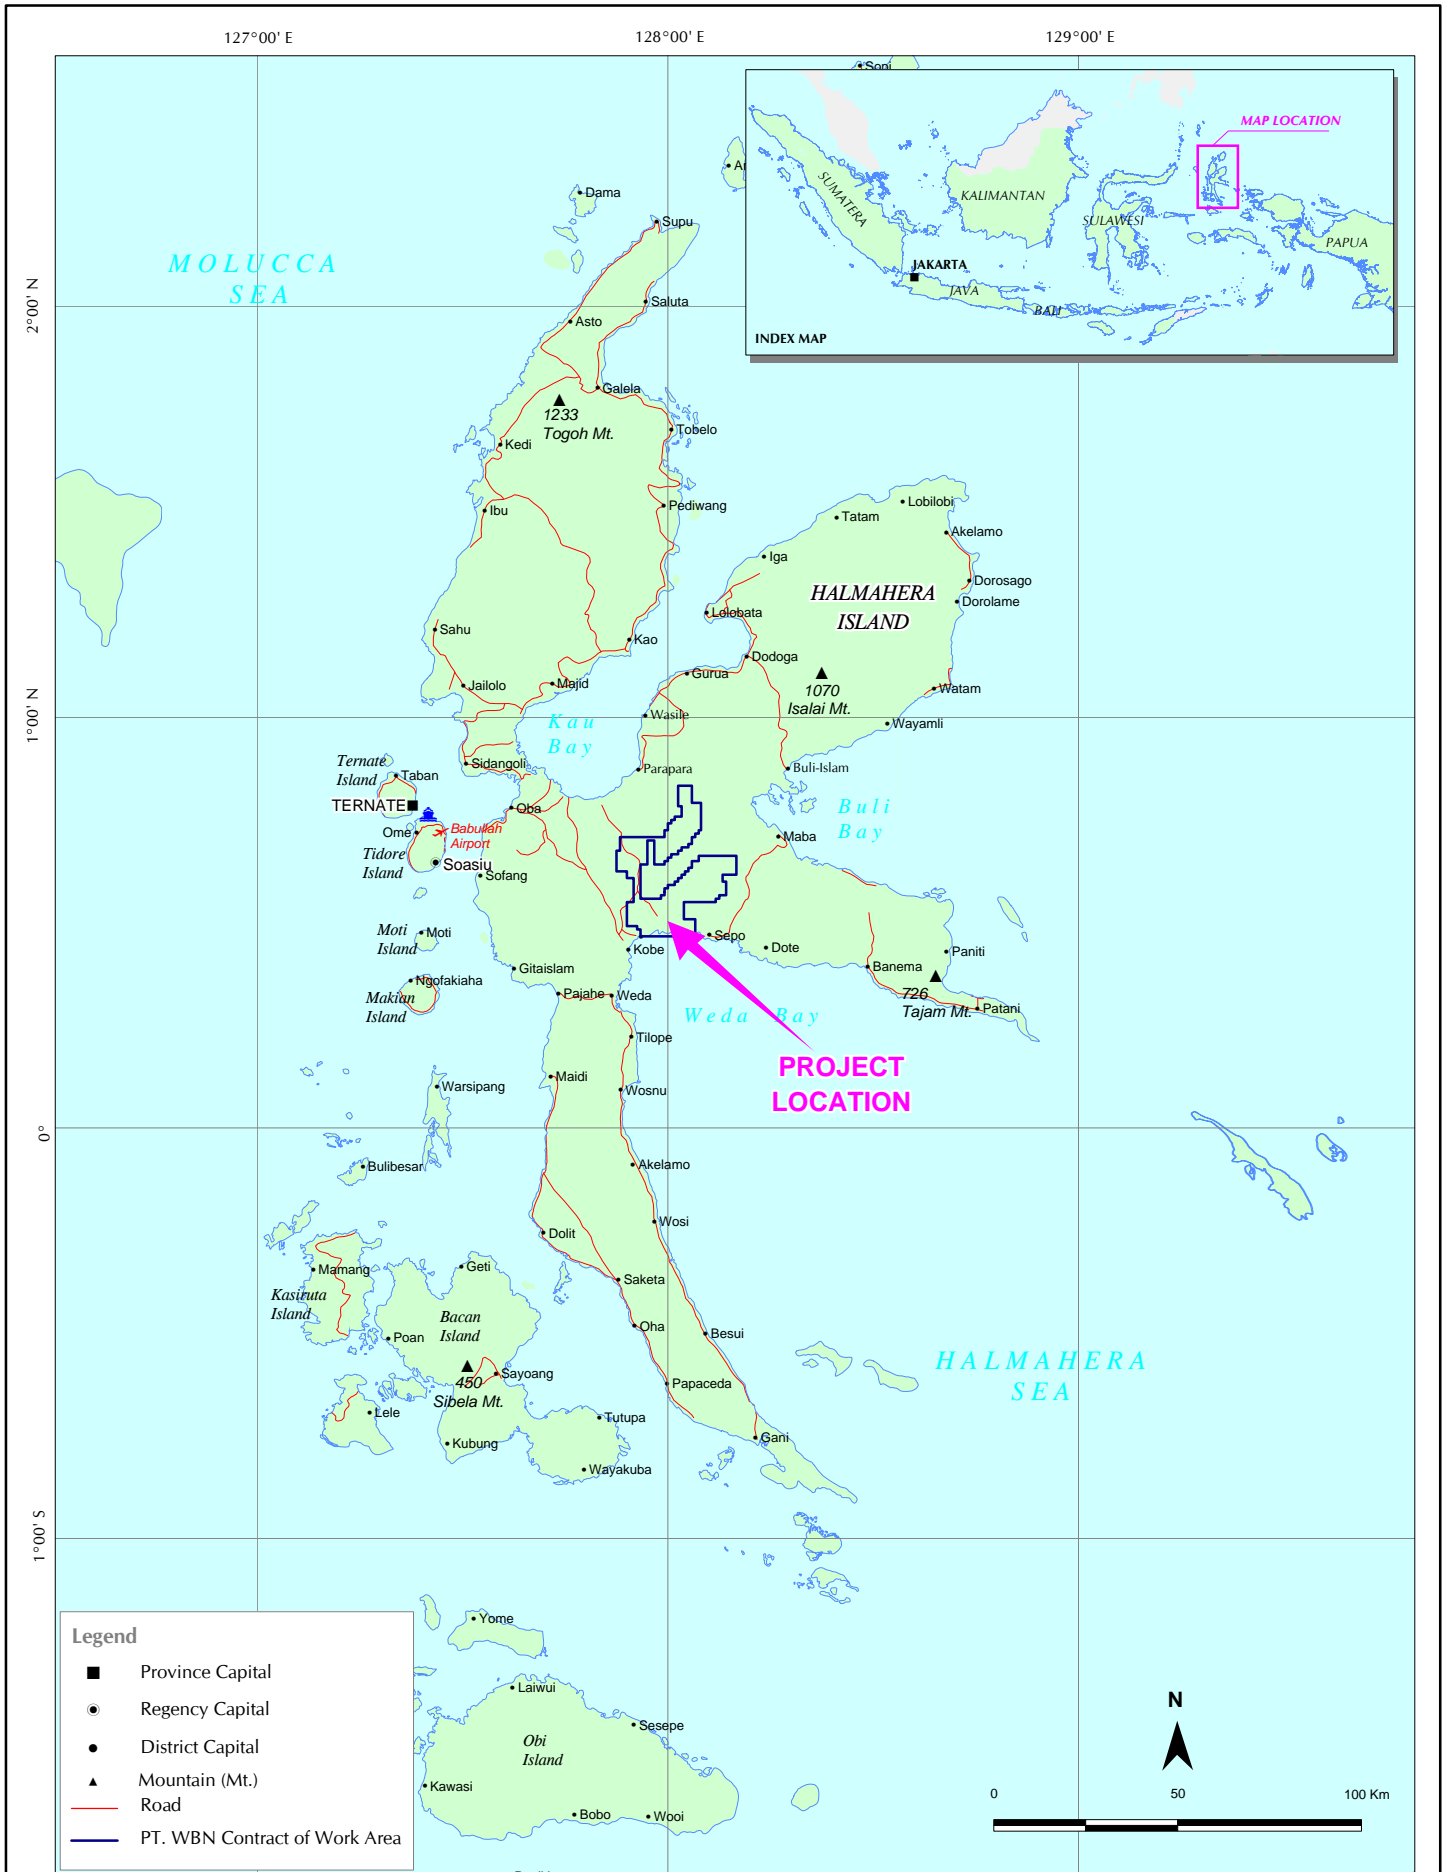 127°00' E
128°00' E
129°00' E
Soni
MAP LOCATION
SUMATERA
KALIMANTAN
SULAWESI
PAPUA
JAKARTA
JAVA
BALI
INDEX MAP
Dama
Supu
MOLUCCA
SEA
2°00' N
Saluta
Asto
Galela
1233
Togoh Mt.
Tobelo
Kedi
Pediwang
Ibu
Lobilobi
Tatam
Akelamo
Iga
Dorosago
HALMAHERA
ISLAND
Dorolame
Lolobata
Sahu
Kao
Dodoga
Gurua
1070
Isalai Mt.
Jailolo
Majid
Watam
1°00' N
Kau
Bay
Wasile
Wayamli
Ternate
Island
Taban
Sidangoli
Parapara
Buli-Islam
TERNATE
Oba
Buli
Bay
Ome
Babullah
Airport
Maba
Tidore
Island
Soasiu
Sofang
Moti
Island
Moti
Sepo
Kobe
Dote
Paniti
Gitaislam
Banema
Ngofakiaha
Makian
Island
Pajahe
Weda
726
Tajam Mt.
Patani
Weda Bay
Tilope
PROJECT
LOCATION
Maidi
Warsipang
Wosnu
0°
Bulibesar
Akelamo
Wosi
Dolit
Mamang
Geti
Saketa
Kasiruta
Island
Bacan
Island
Poan
Oha
Besui
HALMAHERA
SEA
450
Sibela Mt.
Sayoang
Papaceda
Lele
Tutupa
Kubung
Gani
Wayakuba
1°00' S
Yome
Legend
Province Capital
Regency Capital
District Capital
Mountain (Mt.)
Road
PT. WBN Contract of Work Area
Laiwui
Sesepe
Obi
Island
Kawasi
Bobo
Wooi
N
0
50
100 Km